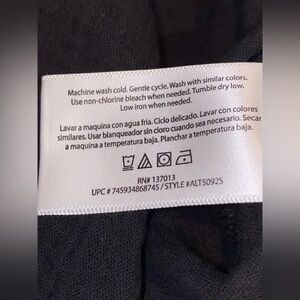 Machine wash cold. Gentle cycle. Wash with similar colors.
Use non-chlorine bleach when needed. Tumble dry low.
Low iron when needed.
Lavar a maquina con agua fria. Ciclo delicado. Lavar con colores
similares. Usar blanqueador sin cloro cuando sea necesario. Secar
a maquina a temperatura baja. Planchar a temperatura baja.
RN# 137013
UPC # 745934868745 / STYLE #ALT5092S